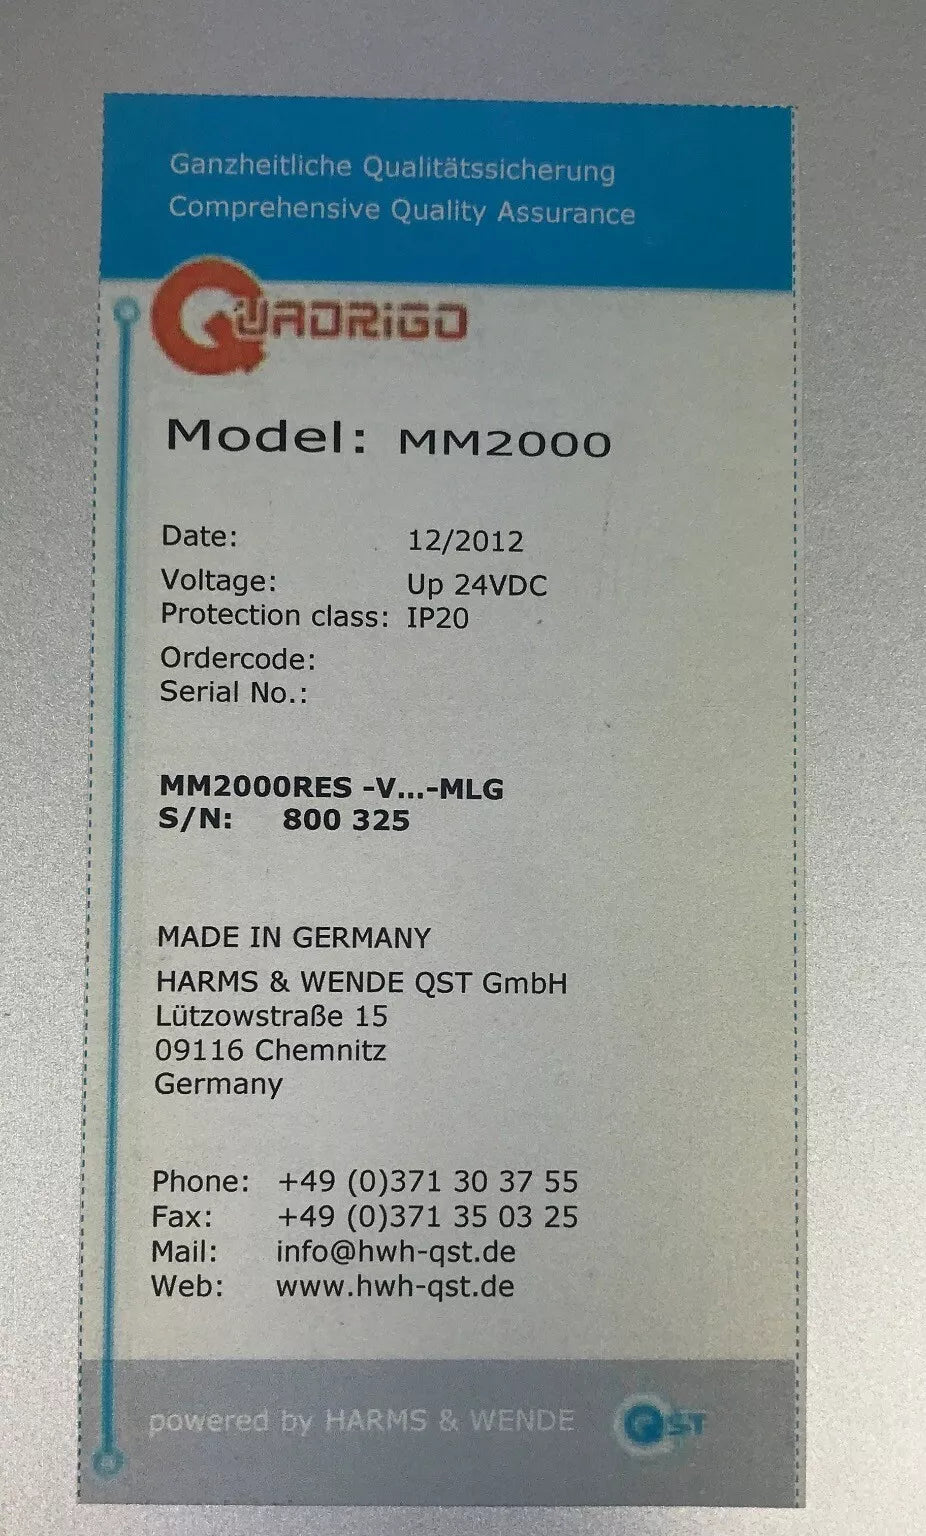 Ganzheitliche Qualitätssicherung
Comprehensive Quality Assurance
QUADRiGO
Model: MM2000
Date: 12/2012
Voltage: Up 24VDC
Protection class: IP20
Ordercode:
Serial No.:
MM2000RES -V...-MLG
S/N: 800 325
MADE IN GERMANY
HARMS & WENDE QST GmbH
Lützowstraße 15
09116 Chemnitz
Germany
Phone: +49 (0)371 30 37 55
Fax: +49 (0)371 35 03 25
Mail: info@hwh-qst.de
Web: www.hwh-qst.de
powered by HARMS & WENDE QST